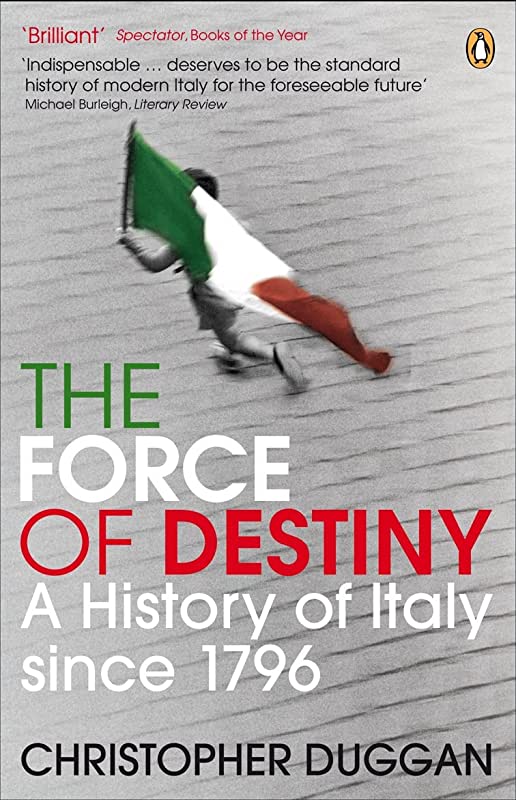 ‘Brilliant’ Spectator, Books of the Year
‘Indispensable ... deserves to be the standard
history of modern Italy for the foreseeable future’
Michael Burleigh, Literary Review
THE
FORCE
OF DESTINY
A History of Italy
since 1796
CHRISTOPHER DUGGAN